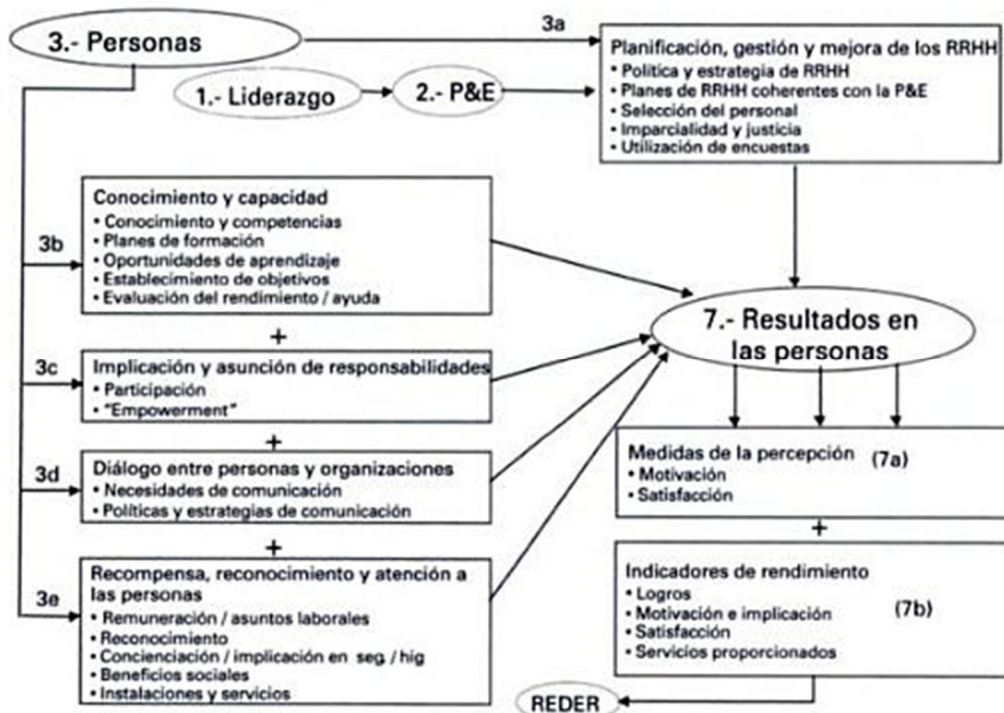 3.- Personas
3a
Planificación, gestión y mejora de los RRHH
• Política y estrategia de RRHH
• Planes de RRHH coherentes con la P&E
• Selección del personal
• Imparcialidad y justicia
• Utilización de encuestas
1.- Liderazgo
2.- P&E
3b
Conocimiento y capacidad
• Conocimiento y competencias
• Planes de formación
• Oportunidades de aprendizaje
• Establecimiento de objetivos
• Evaluación del rendimiento / ayuda
+
3c
Implicación y asunción de responsabilidades
• Participación
• "Empowerment"
+
3d
Diálogo entre personas y organizaciones
• Necesidades de comunicación
• Políticas y estrategias de comunicación
+
3e
Recompensa, reconocimiento y atención a
las personas
• Remuneración / asuntos laborales
• Reconocimiento
• Concienciación / implicación en seg. / hig
• Beneficios sociales
• Instalaciones y servicios
7.- Resultados en
las personas
Medidas de la percepción (7a)
• Motivación
• Satisfacción
+
Indicadores de rendimiento
• Logros
• Motivación e implicación (7b)
• Satisfacción
• Servicios proporcionados
REDER